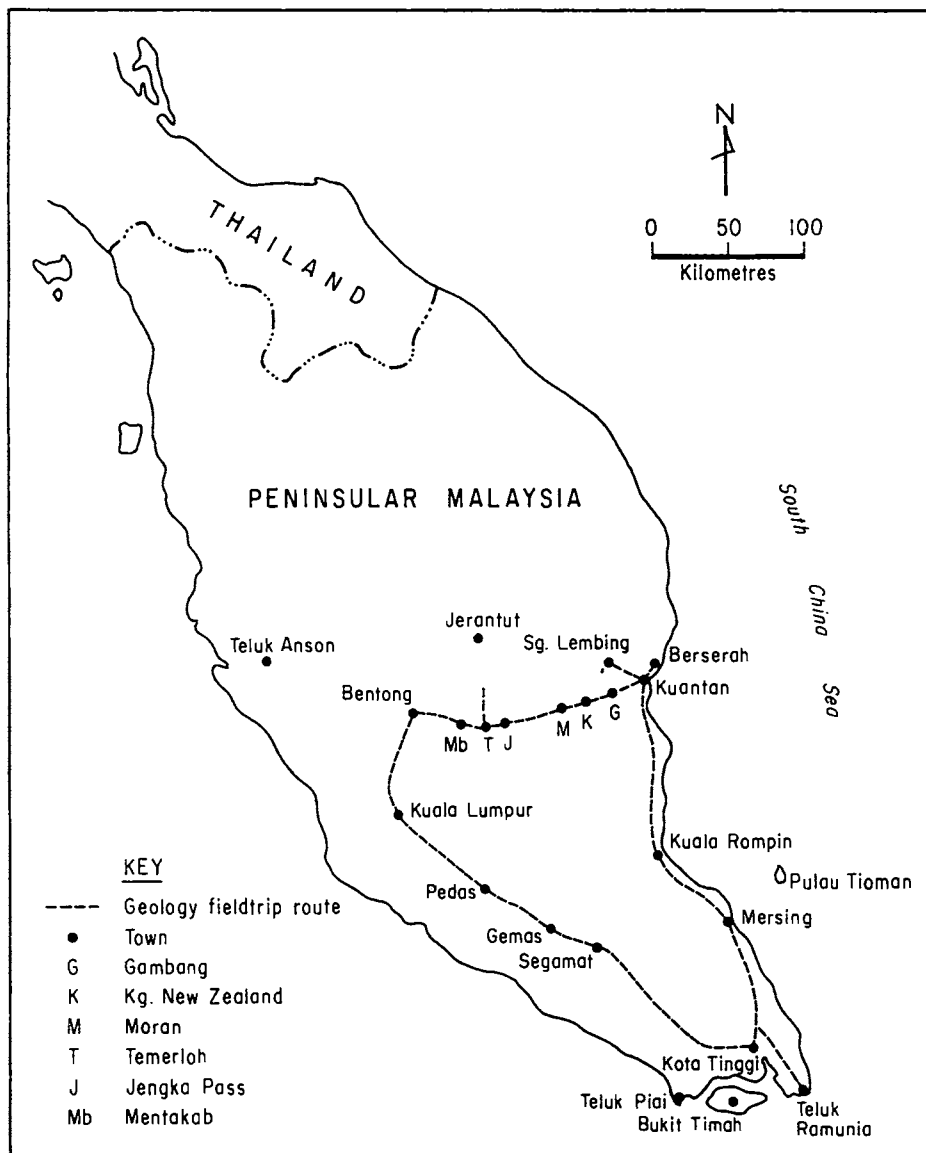 N
0 50 100
Kilometres
THAILAND
PENINSULAR MALAYSIA
South
China
Sea
Jerantut
Teluk Anson
Sg. Lembing
Berserah
Kuantan
Bentong
Mb
T
J
M
K
G
Kuala Lumpur
Kuala Rompin
Pulau Tioman
Pedas
Mersing
Gemas
Segamat
Kota Tinggi
Teluk Piai
Bukit Timah
Teluk
Ramunia
KEY
Geology fieldtrip route
Town
G Gambang
K Kg. New Zealand
M Moran
T Temerloh
J Jengka Pass
Mb Mentakab